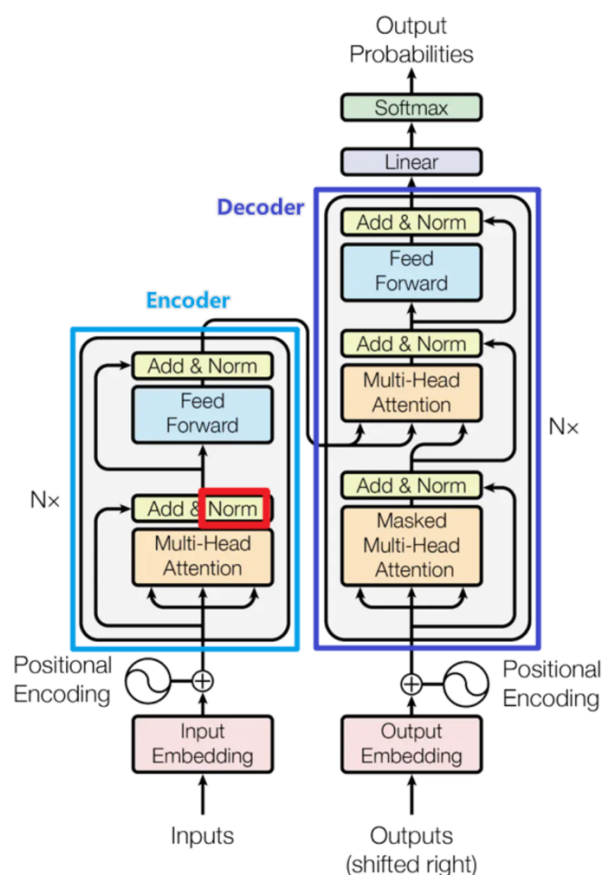 Output
Probabilities
Softmax
Linear
Decoder
Add & Norm
Feed
Forward
Add & Norm
Multi-Head
Attention
Nx
Add & Norm
Masked
Multi-Head
Attention
Encoder
Add & Norm
Feed
Forward
Nx
Add & Norm
Multi-Head
Attention
Positional
Encoding
Positional
Encoding
Input
Embedding
Output
Embedding
Inputs
Outputs
(shifted right)